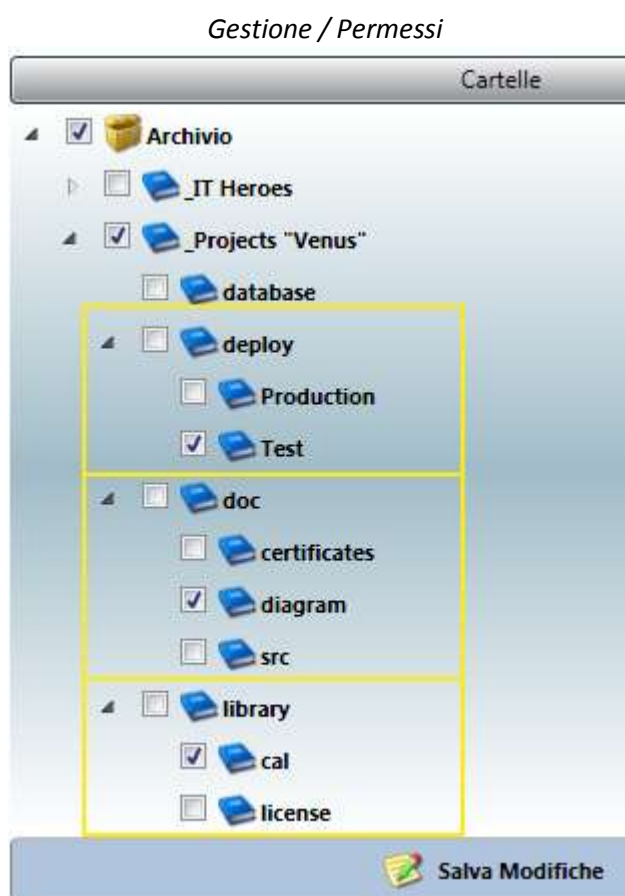 Gestione / Permessi
Cartelle
Archivio
_IT Heroes
_Projects "Venus"
database
deploy
Production
Test
doc
certificates
diagram
src
library
cal
license
Salva Modifiche